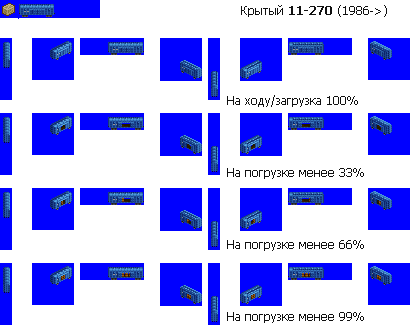 Крытый 11-270 (1986->)
На ходу/загрузка 100%
На погрузке менее 33%
На погрузке менее 66%
На погрузке менее 99%